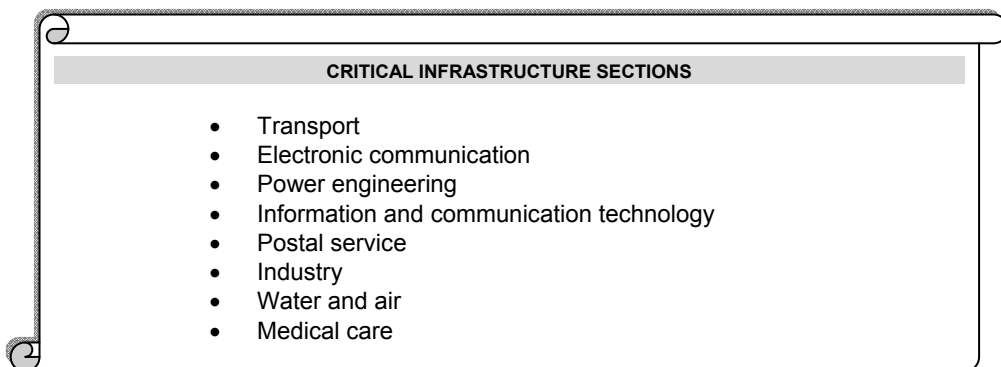 CRITICAL INFRASTRUCTURE SECTIONS
• Transport
• Electronic communication
• Power engineering
• Information and communication technology
• Postal service
• Industry
• Water and air
• Medical care